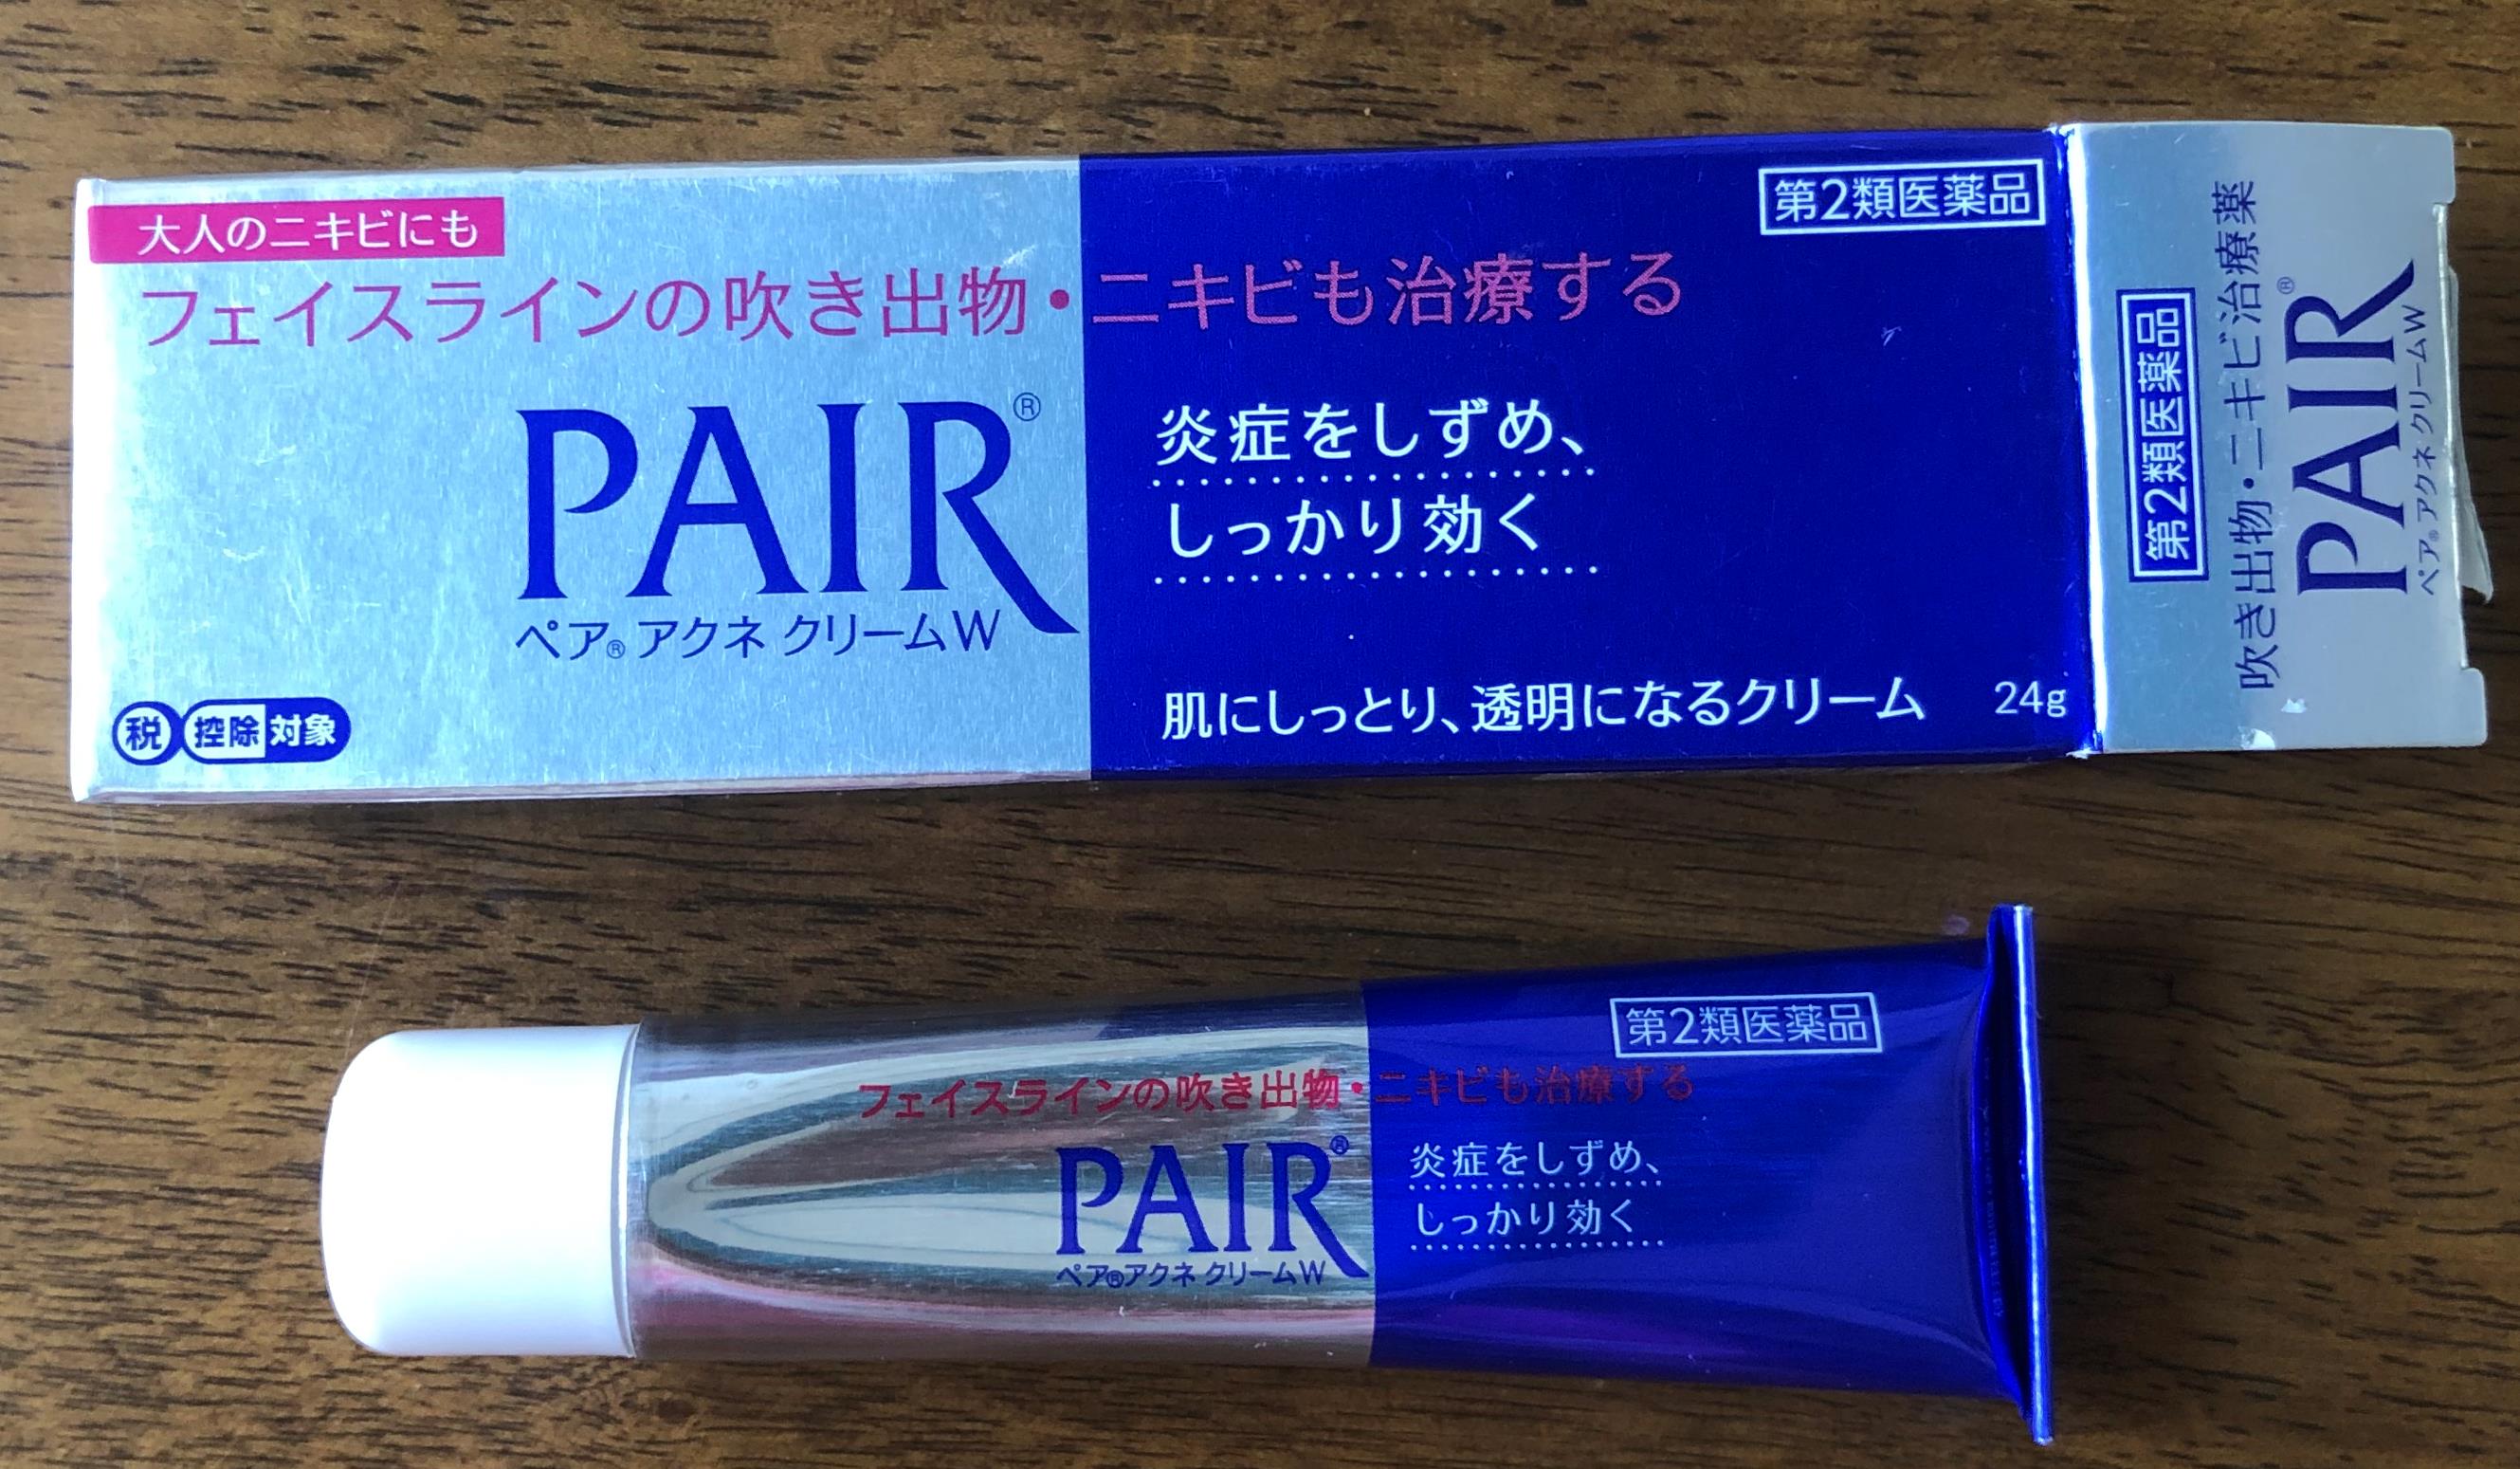 大人のニキビにも
第2類医薬品
フェイスラインの吹き出物・ニキビも治療する
PAIR®
ペア®アクネ クリームW
炎症をしずめ、
しっかり効く
税 控除対象
肌にしっとり、透明になるクリーム 24g
第2類医薬品
吹き出物・ニキビ治療薬
PAIR®
ペア®アクネ クリームW
第2類医薬品
フェイスラインの吹き出物・ニキビも治療する
PAIR®
ペア®アクネ クリームW
炎症をしずめ、
しっかり効く